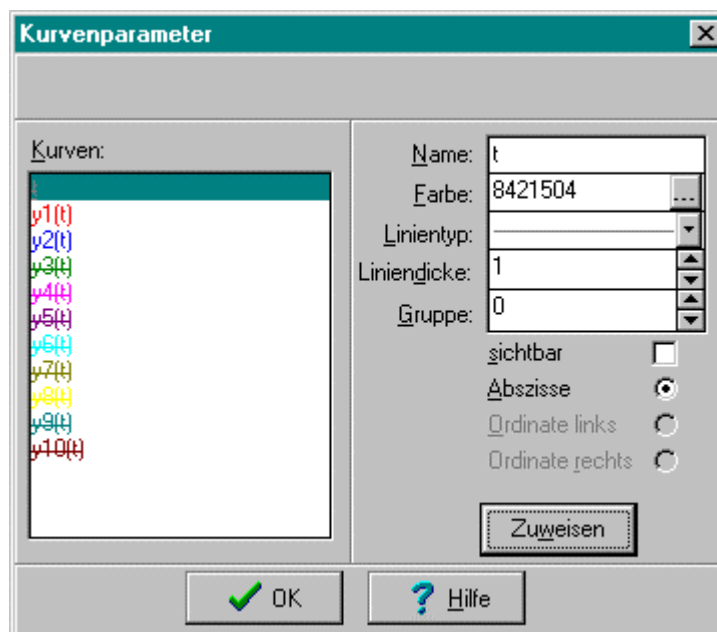 Kurvenparameter
Kurven:
t
y1(t)
y2(t)
y3(t)
y4(t)
y5(t)
y6(t)
y7(t)
y8(t)
y9(t)
y10(t)
Name: t
Farbe: 8421504 ...
Linientyp:
Liniendicke: 1
Gruppe: 0
sichtbar
Abszisse
Ordinate links
Ordinate rechts
Zuweisen
OK
? Hilfe